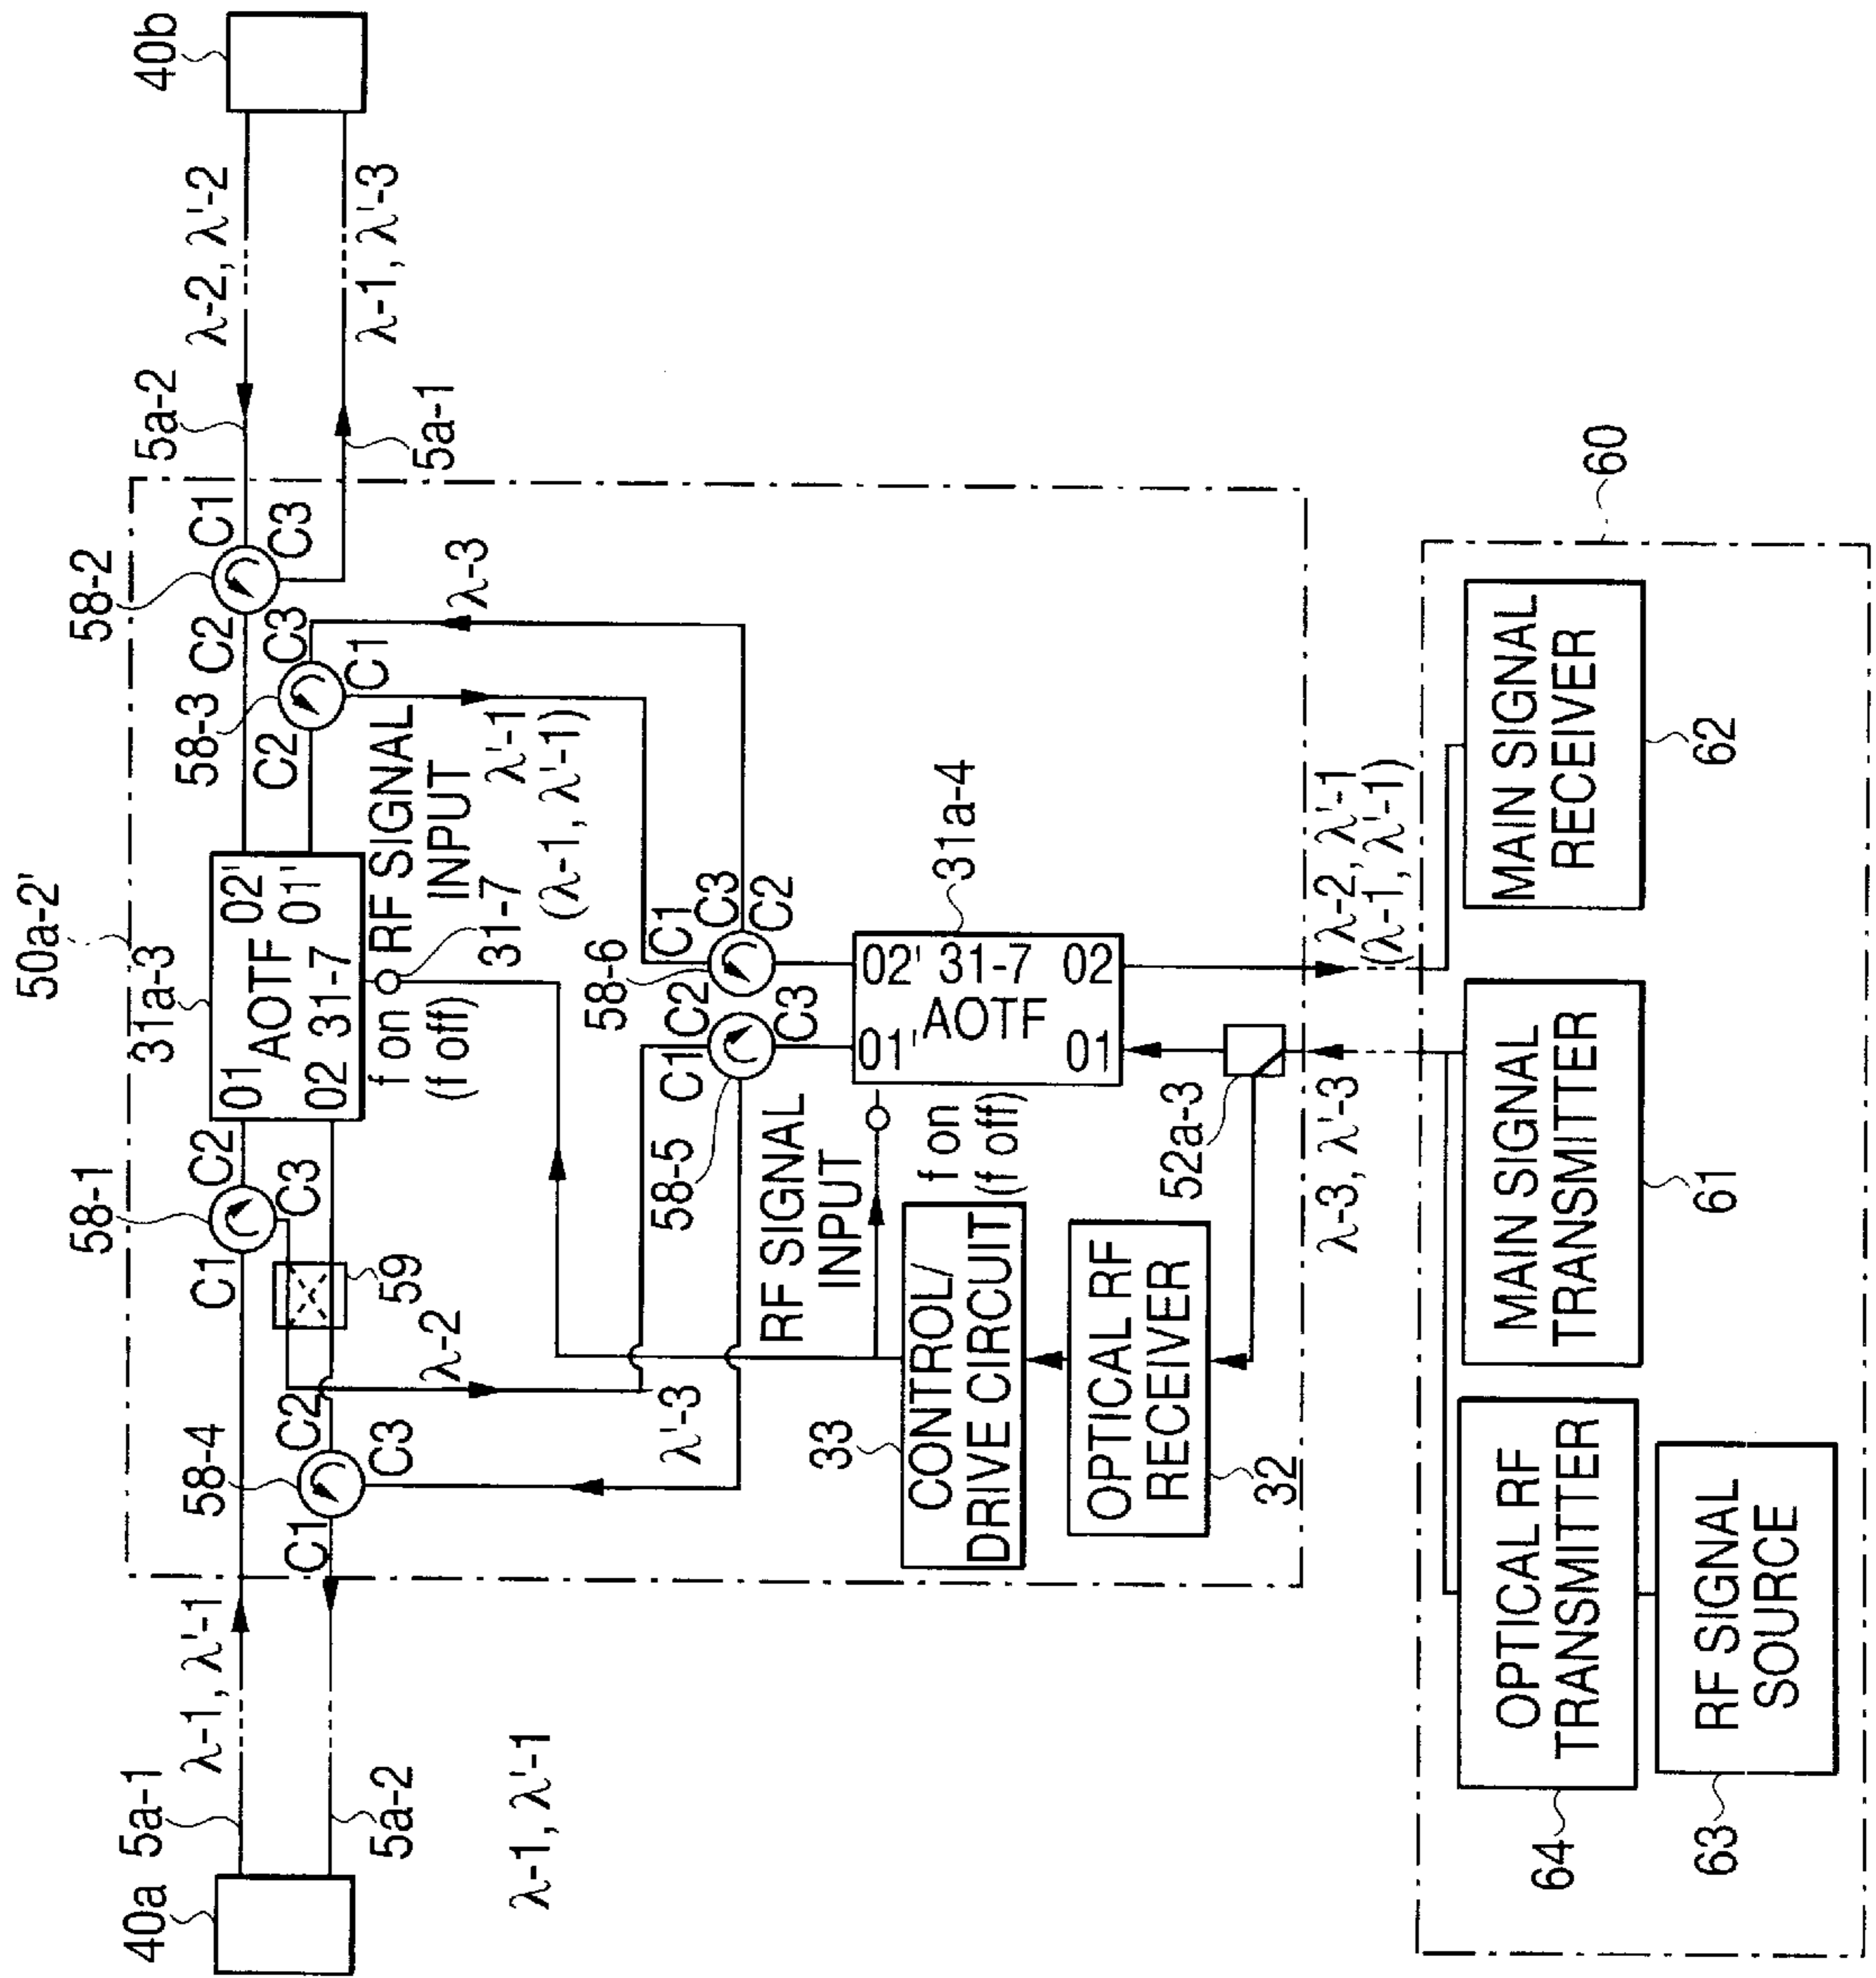 40a
5a-1
λ-1, λ'-1
5a-2
λ-1, λ'-1
50a-2'
58-1
C1
C2
C3
59
58-4
C1
C2
C3
λ-2
λ'-3
31a-3
01
AOTF
02'
02
31-7
01'
f on
(f off)
RF SIGNAL
INPUT
31-7
58-2
C2
C1
C3
58-3
C2
C3
C1
λ'-1
(λ-1, λ'-1)
λ-3
5a-2
λ-2, λ'-2
5a-1
λ-1, λ'-3
40b
58-5
C1
C2
C3
58-6
C1
C3
C2
RF SIGNAL
INPUT
f on
(f off)
01'
02'
31-7
AOTF
01
02
31a-4
33
CONTROL/
DRIVE CIRCUIT
OPTICAL RF
RECEIVER
32
52a-3
λ-3, λ'-3
λ-2, λ'-1
(λ-1, λ'-1)
60
64
OPTICAL RF
TRANSMITTER
63
RF SIGNAL
SOURCE
MAIN SIGNAL
TRANSMITTER
61
MAIN SIGNAL
RECEIVER
62